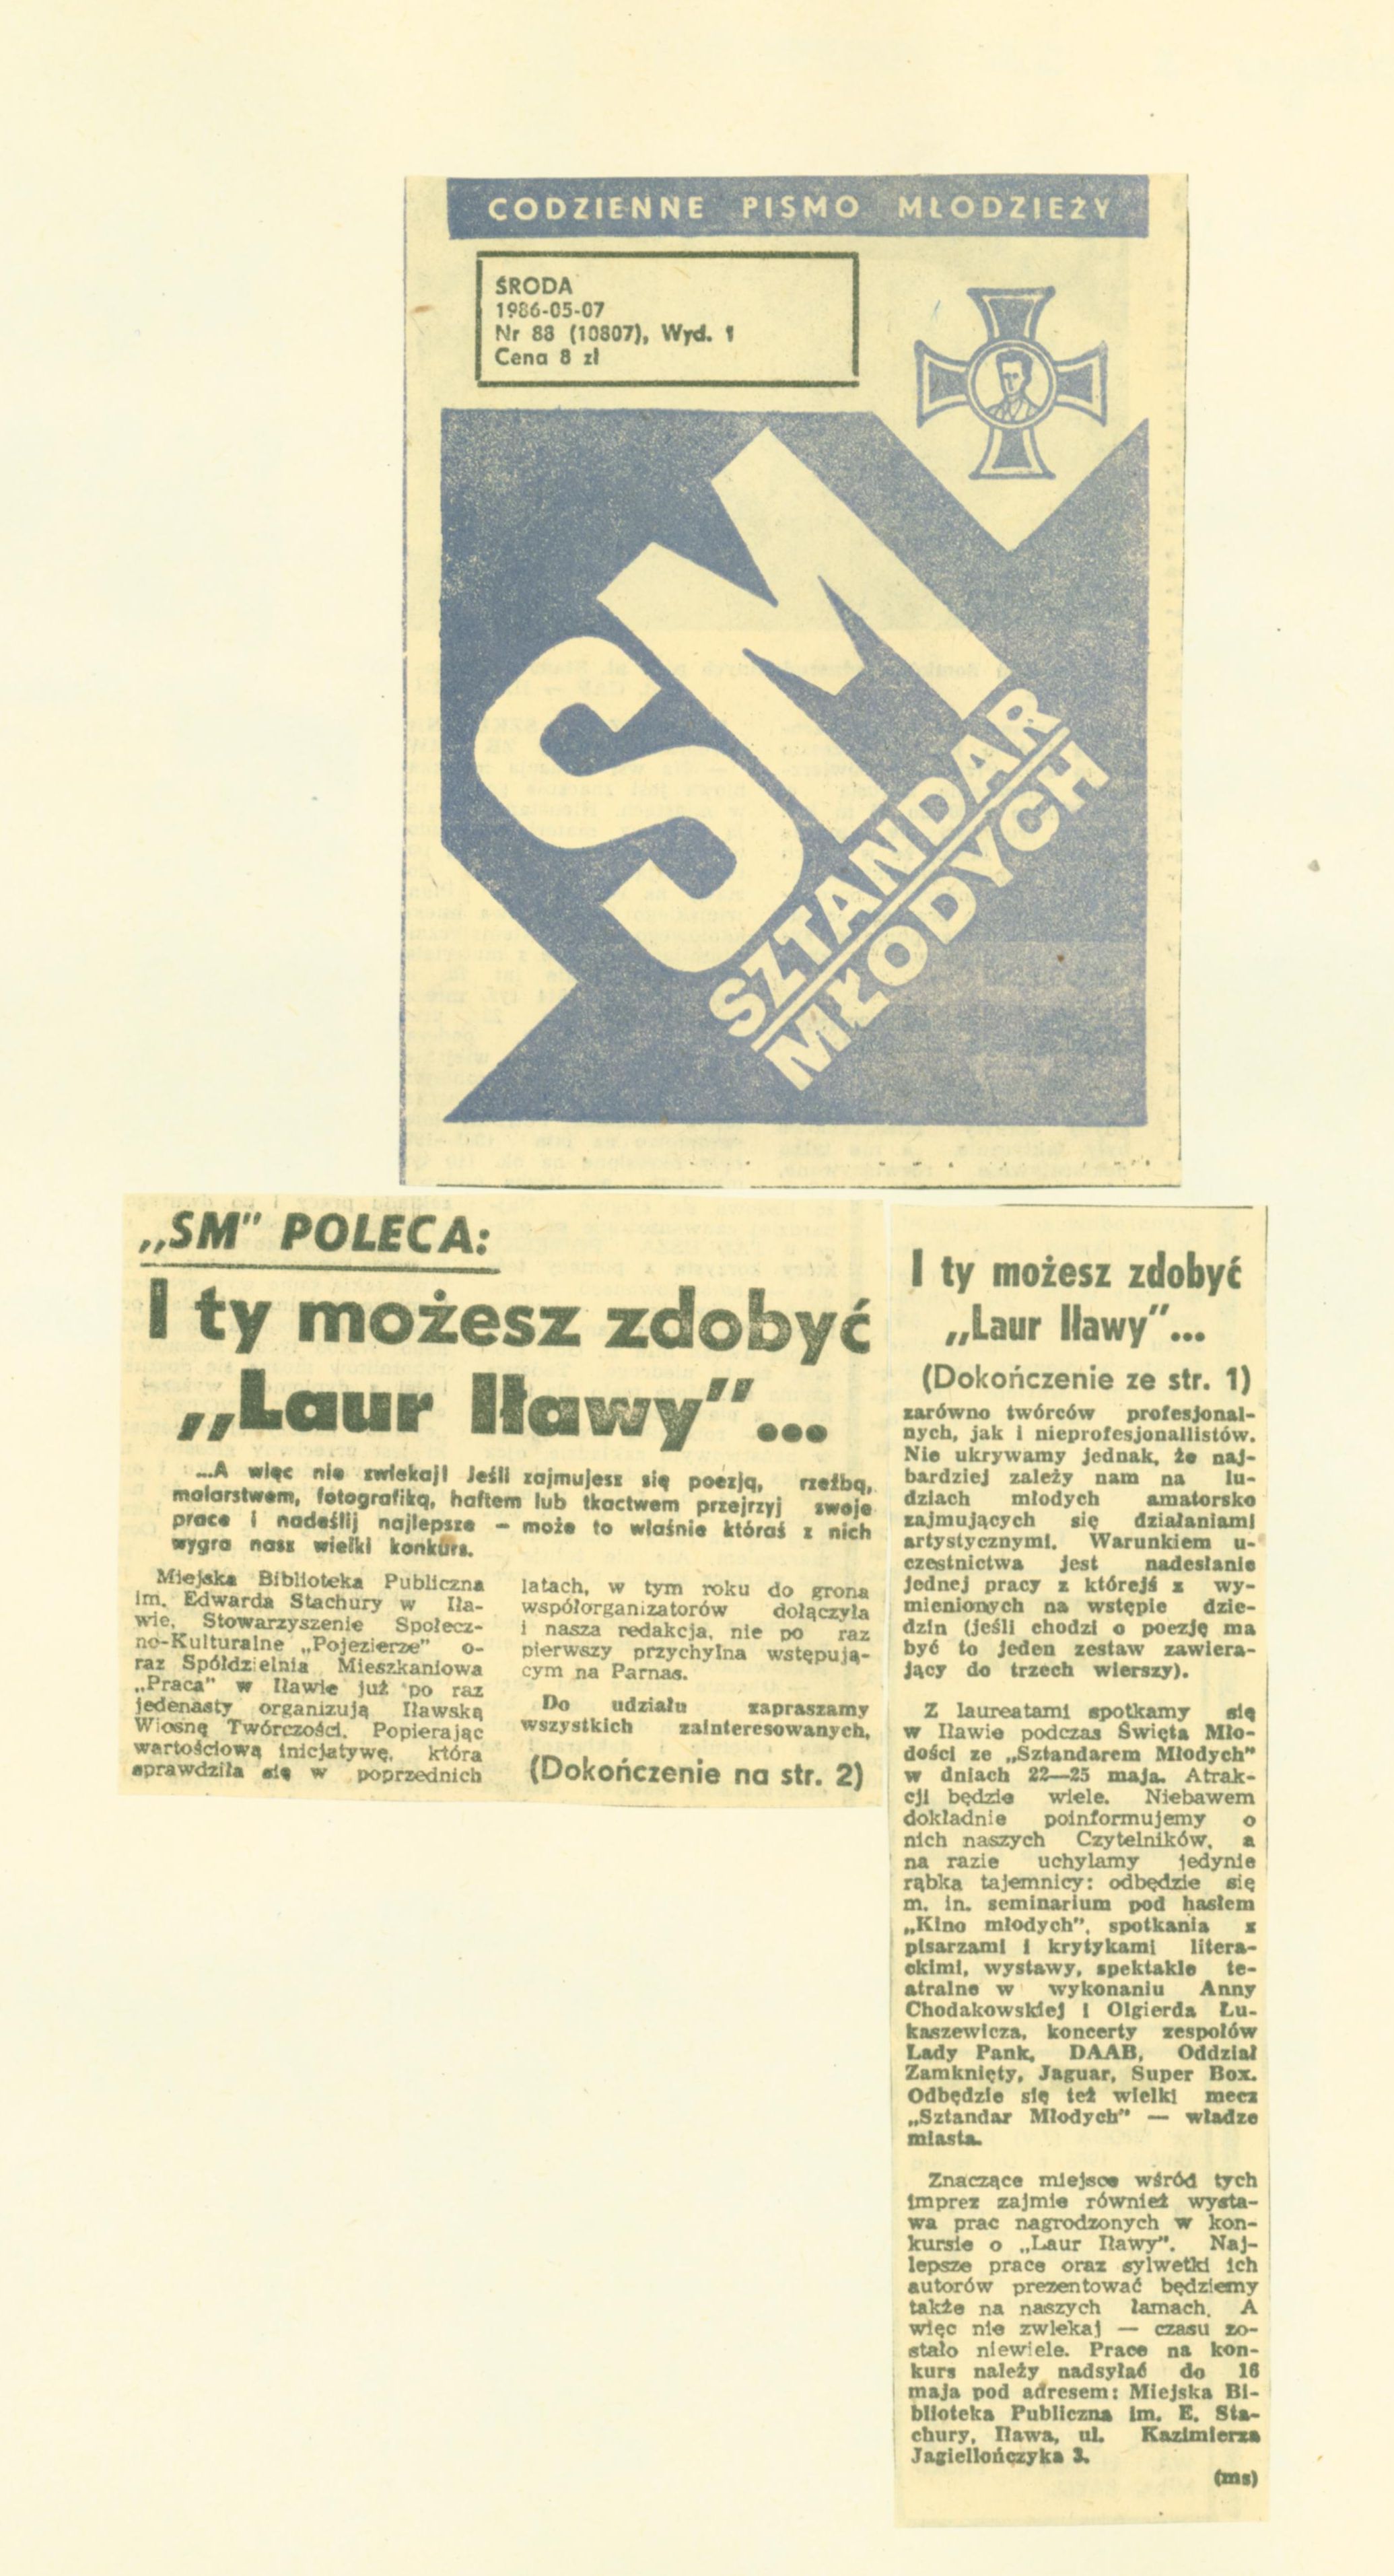 CODZIENNE PISMO MŁODZIEŻY
ŚRODA
1986-05-07
Nr 88 (10807), Wyd. 1
Cena 8 zł
SM
SZTANDAR
MŁODYCH
„SM" POLECA:
I ty możesz zdobyć
„Laur Iławy"...
...A więc nie zwlekaj! Jeśli zajmujesz się poezją, rzeźbą,
malarstwem, fotografiką, haftem lub tkactwem przejrzyj swoje
prace i nadeślij najlepsze — może to właśnie któraś z nich
wygra nasz wielki konkurs.
Miejska Biblioteka Publiczna
im. Edwarda Stachury w Iła-
wie, Stowarzyszenie Społecz-
no-Kulturalne „Pojezierze" o-
raz Spółdzielnia Mieszkaniowa
„Praca" w Iławie już po raz
jedenasty organizują Iławską
Wiosnę Twórczości. Popierając
wartościową inicjatywę, która
sprawdziła się w poprzednich
latach, w tym roku do grona
współorganizatorów dołączyła
i nasza redakcja, nie po raz
pierwszy przychylna wstępują-
cym na Parnas.
Do udziału zapraszamy
wszystkich zainteresowanych,
(Dokończenie na str. 2)
I ty możesz zdobyć
„Laur Iławy"...
(Dokończenie ze str. 1)
zarówno twórców profesjonal-
nych, jak i nieprofesjonallistów.
Nie ukrywamy jednak, że naj-
bardziej zależy nam na lu-
dziach młodych amatorsko
zajmujących się działaniami
artystycznymi. Warunkiem u-
czestnictwa jest nadesłanie
jednej pracy z którejś z wy-
mienionych na wstępie dzie-
dzin (jeśli chodzi o poezję ma
być to jeden zestaw zawiera-
jący do trzech wierszy).
Z laureatami spotkamy się
w Iławie podczas Święta Mło-
dości ze „Sztandarem Młodych"
w dniach 22—25 maja. Atrak-
cji będzie wiele. Niebawem
dokładnie poinformujemy o
nich naszych Czytelników, a
na razie uchylamy jedynie
rąbka tajemnicy: odbędzie się
m. in. seminarium pod hasłem
„Kino młodych", spotkania z
pisarzami i krytykami litera-
ckimi, wystawy, spektakle te-
atralne w wykonaniu Anny
Chodakowskiej i Olgierda Łu-
kaszewicza, koncerty zespołów
Lady Pank, DAAB, Oddział
Zamknięty, Jaguar, Super Box.
Odbędzie się też wielki mecz
„Sztandar Młodych" — władze
miasta.
Znaczące miejsce wśród tych
imprez zajmie również wysta-
wa prac nagrodzonych w kon-
kursie o „Laur Iławy". Naj-
lepsze prace oraz sylwetki ich
autorów prezentować będziemy
także na naszych łamach. A
więc nie zwlekaj — czasu zo-
stało niewiele. Prace na kon-
kurs należy nadsyłać do 16
maja pod adresem: Miejska Bi-
blioteka Publiczna im. E. Sta-
chury, Iława, ul. Kazimierza
Jagiellończyka 3.
(ms)